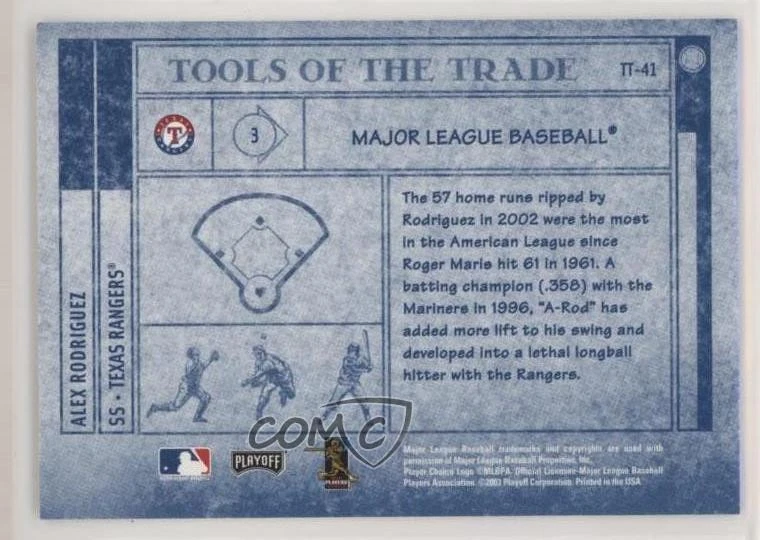 TOOLS OF THE TRADE
TT-41
T
3
MAJOR LEAGUE BASEBALL®
ALEX RODRIGUEZ
SS • TEXAS RANGERS®
The 57 home runs ripped by
Rodriguez in 2002 were the most
in the American League since
Roger Maris hit 61 in 1961. A
batting champion (.358) with the
Mariners in 1996, "A-Rod" has
added more lift to his swing and
developed into a lethal longball
hitter with the Rangers.
COMC
PLAYOFF
PLAYERS
Major League Baseball trademarks and copyrights are used with
permission of Major League Baseball Properties, Inc.
Player Choice Logo ©MLBPA. Official Licensee-Major League Baseball
Players Association. ©2003 Playoff Corporation. Printed in the USA